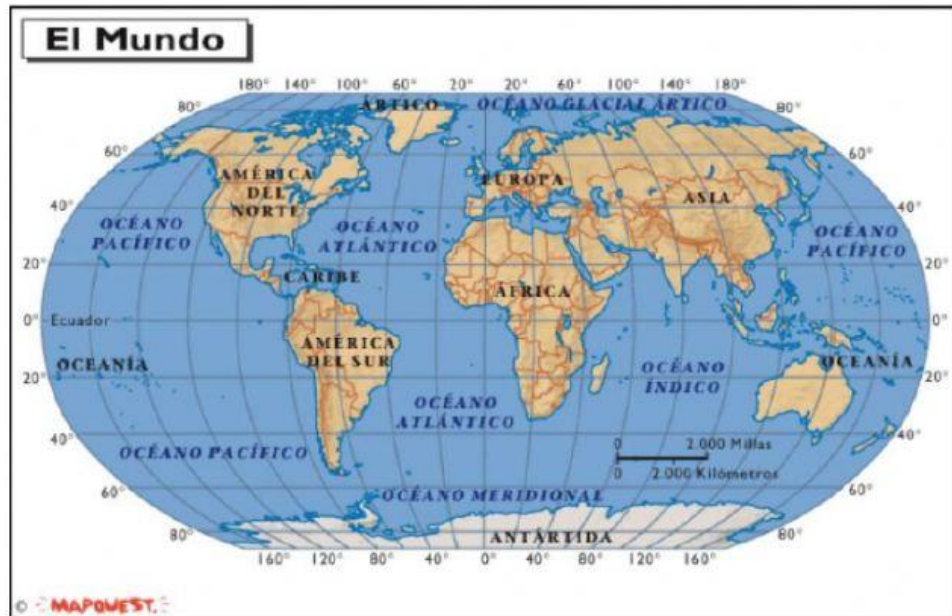 El Mundo
180° 140° 100° 60° 20° 20° 60° 100° 140° 180°
80° ÁRTICO OCÉANO GLACIAL ÁRTICO 80°
60° 60°
AMÉRICA
DEL
NORTE
EUROPA
ASIA
40° 40°
OCÉANO
PACÍFICO
OCÉANO
ATLÁNTICO
OCÉANO
PACÍFICO
20° 20°
CARIBE
ÁFRICA
0° Ecuador 0°
AMÉRICA
DEL SUR
OCEANÍA
OCEANÍA
OCÉANO
ÍNDICO
20° 20°
OCÉANO
ATLÁNTICO
40° 40°
OCÉANO PACÍFICO
0 2.000 Millas
0 2.000 Kilómetros
60° 60°
OCÉANO MERIDIONAL
80° ANTÁRTIDA 80°
160° 120° 80° 40° 0° 40° 80° 120° 160°
© MAPQUEST.